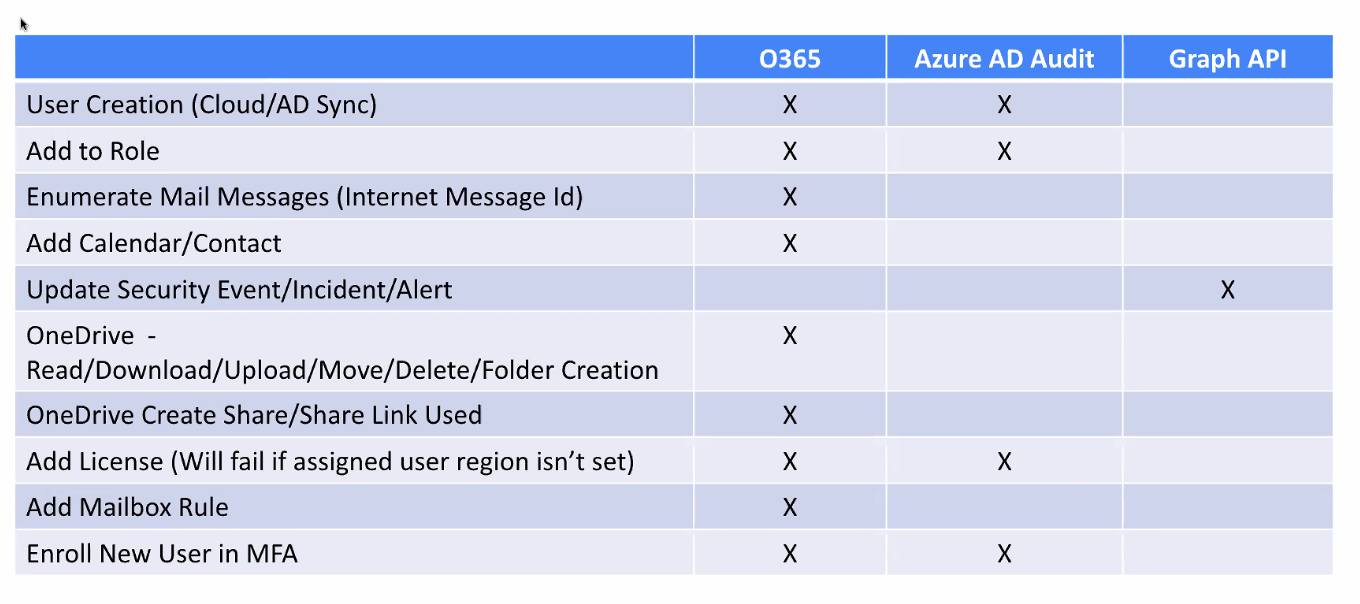 O365 Azure AD Audit Graph API
User Creation (Cloud/AD Sync) X X
Add to Role X X
Enumerate Mail Messages (Internet Message Id) X
Add Calendar/Contact X
Update Security Event/Incident/Alert X
OneDrive - X
Read/Download/Upload/Move/Delete/Folder Creation
OneDrive Create Share/Share Link Used X
Add License (Will fail if assigned user region isn’t set) X X
Add Mailbox Rule X
Enroll New User in MFA X X